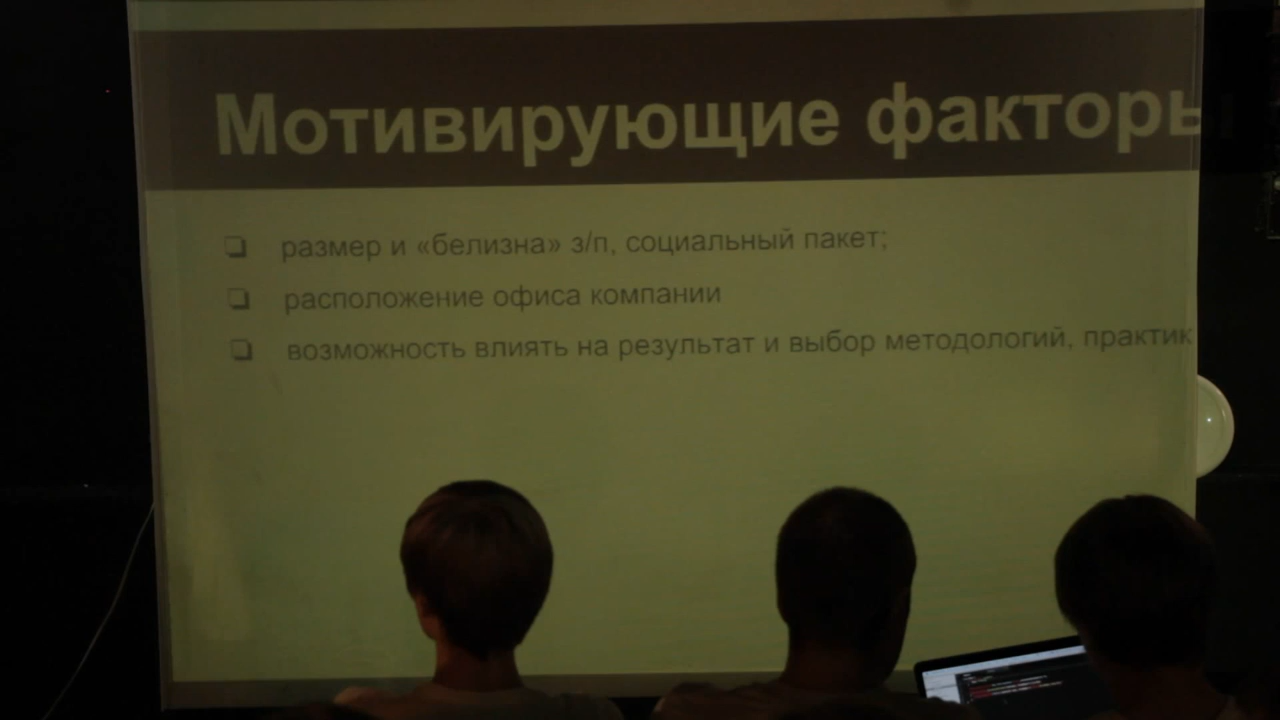 Мотивирующие факторы
❏ размер и «белизна» з/п, социальный пакет;
❏ расположение офиса компании
❏ возможность влиять на результат и выбор методологий, практик